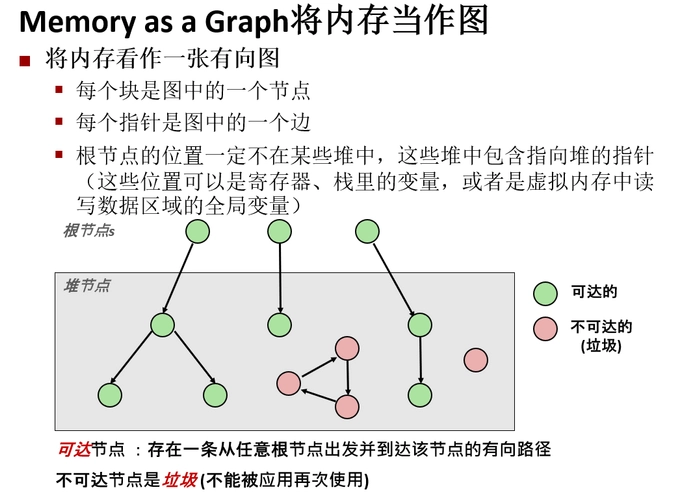 Memory as a Graph将内存当作图
将内存看作一张有向图
每个块是图中的一个节点
每个指针是图中的一个边
根节点的位置一定不在某些堆中，这些堆中包含指向堆的指针
（这些位置可以是寄存器、栈里的变量，或者是虚拟内存中读
写数据区域的全局变量）
根节点s
堆节点
可达的
不可达的
(垃圾)
可达节点 ：存在一条从任意根节点出发并到达该节点的有向路径
不可达节点是垃圾 (不能被应用再次使用)